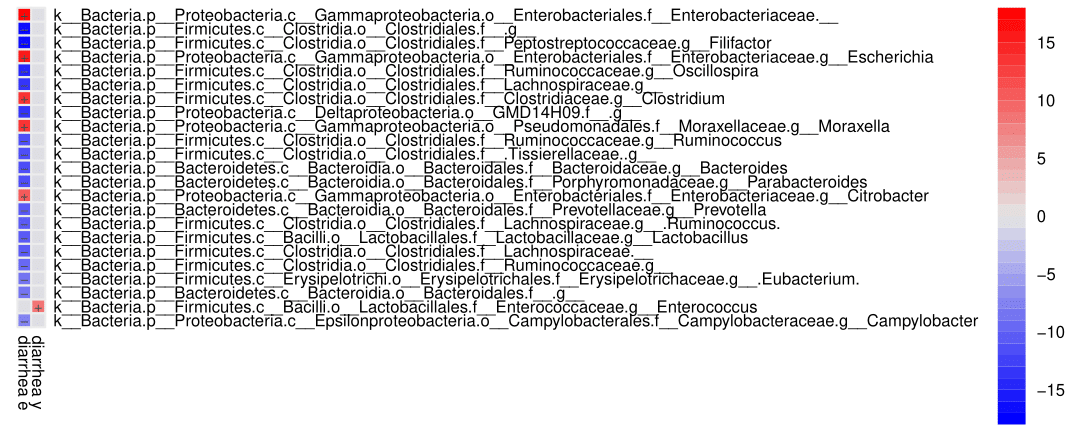 k__Bacteria.p__Proteobacteria.c__Gammaproteobacteria.o__Enterobacteriales.f__Enterobacteriaceae.__
k__Bacteria.p__Firmicutes.c__Clostridia.o__Clostridiales.f__.g__
k__Bacteria.p__Firmicutes.c__Clostridia.o__Clostridiales.f__Peptostreptococcaceae.g__Filifactor
k__Bacteria.p__Proteobacteria.c__Gammaproteobacteria.o__Enterobacteriales.f__Enterobacteriaceae.g__Escherichia
k__Bacteria.p__Firmicutes.c__Clostridia.o__Clostridiales.f__Ruminococcaceae.g__Oscillospira
k__Bacteria.p__Firmicutes.c__Clostridia.o__Clostridiales.f__Lachnospiraceae.g__
k__Bacteria.p__Firmicutes.c__Clostridia.o__Clostridiales.f__Clostridiaceae.g__Clostridium
k__Bacteria.p__Proteobacteria.c__Deltaproteobacteria.o__GMD14H09.f__.g__
k__Bacteria.p__Proteobacteria.c__Gammaproteobacteria.o__Pseudomonadales.f__Moraxellaceae.g__Moraxella
k__Bacteria.p__Firmicutes.c__Clostridia.o__Clostridiales.f__Ruminococcaceae.g__Ruminococcus
k__Bacteria.p__Firmicutes.c__Clostridia.o__Clostridiales.f__.Tissierellaceae..g__
k__Bacteria.p__Bacteroidetes.c__Bacteroidia.o__Bacteroidales.f__Bacteroidaceae.g__Bacteroides
k__Bacteria.p__Bacteroidetes.c__Bacteroidia.o__Bacteroidales.f__Porphyromonadaceae.g__Parabacteroides
k__Bacteria.p__Proteobacteria.c__Gammaproteobacteria.o__Enterobacteriales.f__Enterobacteriaceae.g__Citrobacter
k__Bacteria.p__Bacteroidetes.c__Bacteroidia.o__Bacteroidales.f__Prevotellaceae.g__Prevotella
k__Bacteria.p__Firmicutes.c__Clostridia.o__Clostridiales.f__Lachnospiraceae.g__.Ruminococcus.
k__Bacteria.p__Firmicutes.c__Bacilli.o__Lactobacillales.f__Lactobacillaceae.g__Lactobacillus
k__Bacteria.p__Firmicutes.c__Clostridia.o__Clostridiales.f__Lachnospiraceae.__
k__Bacteria.p__Firmicutes.c__Clostridia.o__Clostridiales.f__Ruminococcaceae.g__
k__Bacteria.p__Firmicutes.c__Erysipelotrichi.o__Erysipelotrichales.f__Erysipelotrichaceae.g__.Eubacterium.
k__Bacteria.p__Bacteroidetes.c__Bacteroidia.o__Bacteroidales.f__.g__
k__Bacteria.p__Firmicutes.c__Bacilli.o__Lactobacillales.f__Enterococcaceae.g__Enterococcus
k__Bacteria.p__Proteobacteria.c__Epsilonproteobacteria.o__Campylobacterales.f__Campylobacteraceae.g__Campylobacter
diarrhea y
diarrhea e
15
10
5
0
−5
−10
−15